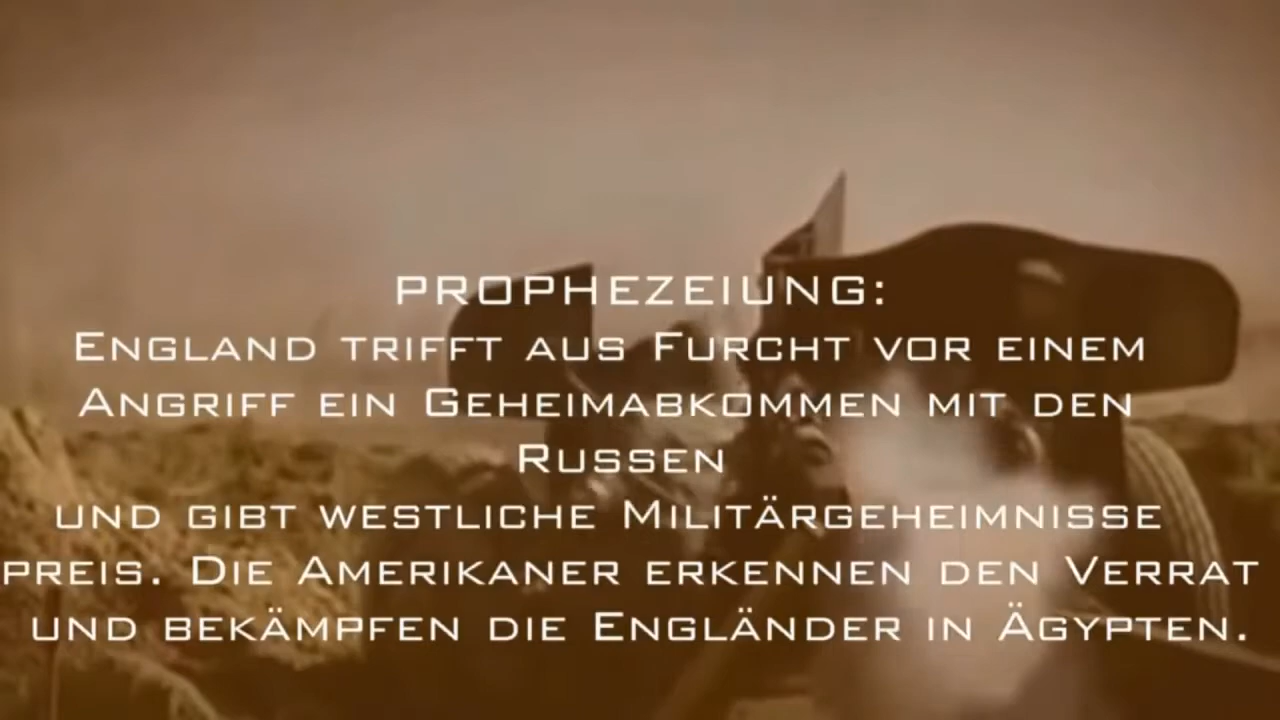 PROPHEZEIUNG:
ENGLAND TRIFFT AUS FURCHT VOR EINEM
ANGRIFF EIN GEHEIMABKOMMEN MIT DEN
RUSSEN
UND GIBT WESTLICHE MILITÄRGEHEIMNISSE
PREIS. DIE AMERIKANER ERKENNEN DEN VERRAT
UND BEKÄMPFEN DIE ENGLÄNDER IN ÄGYPTEN.